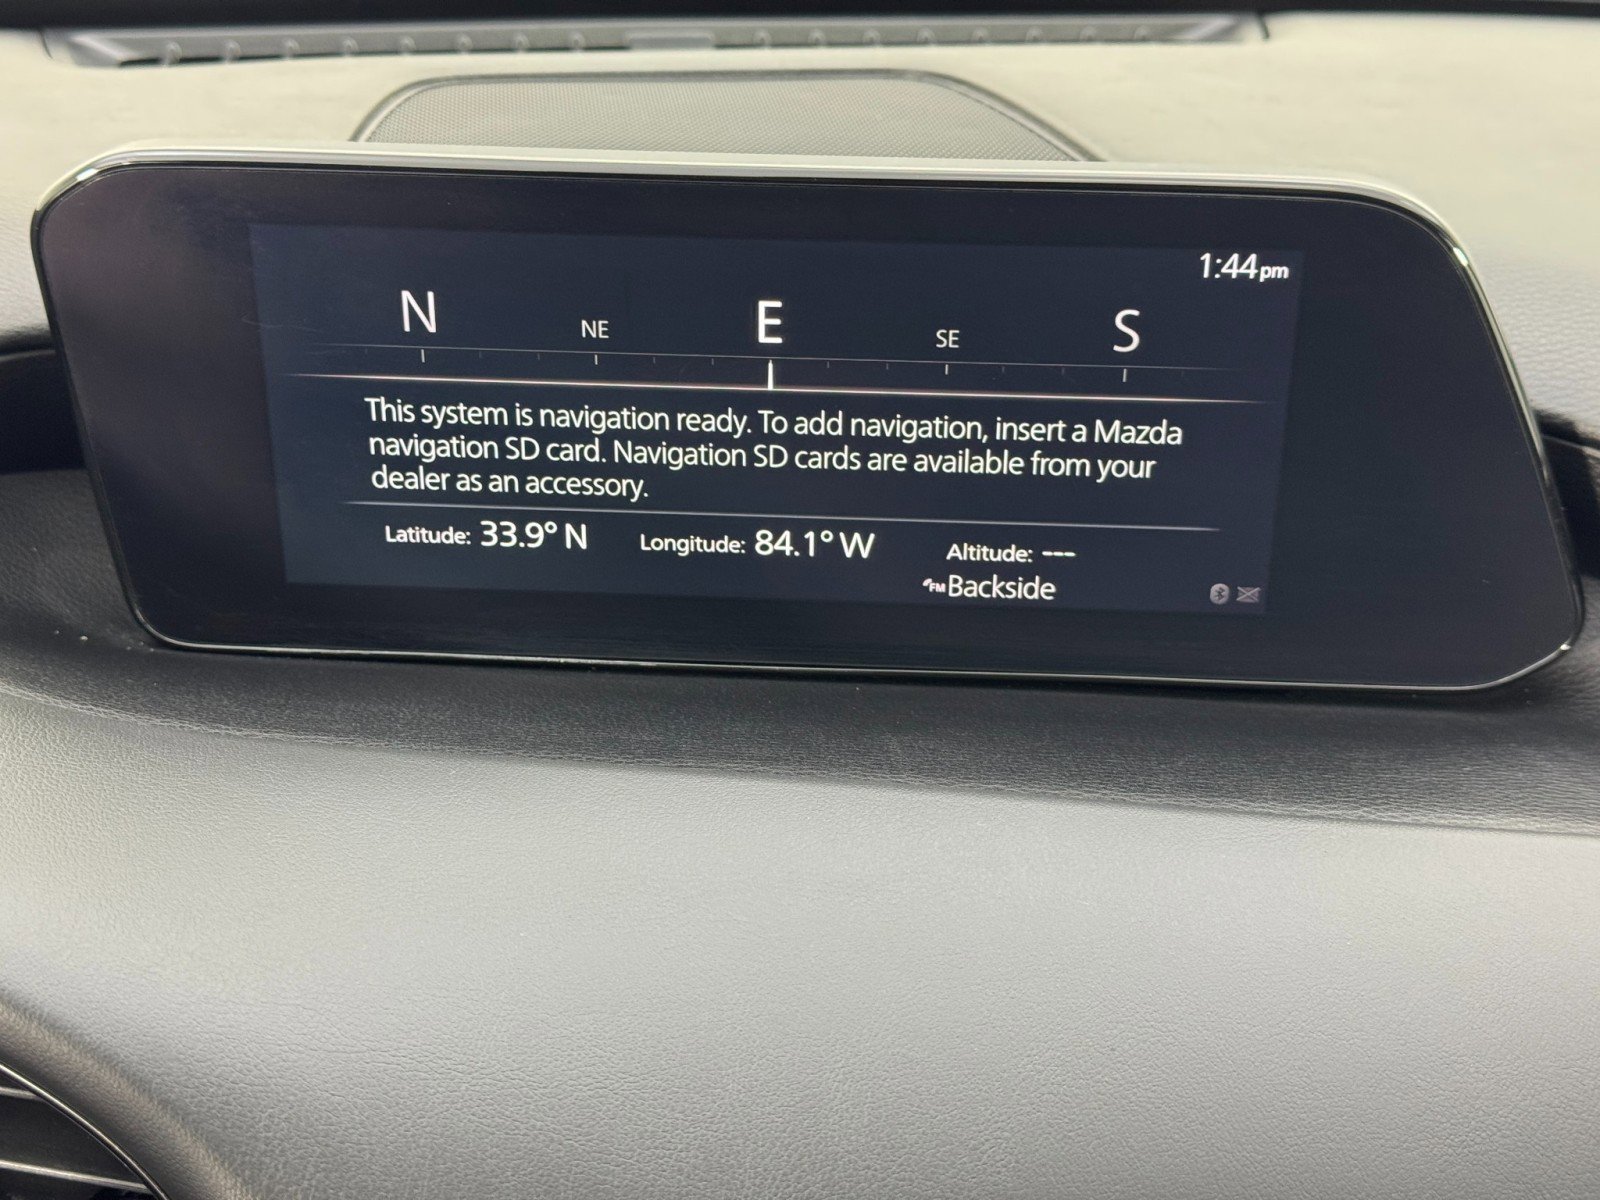 1:44pm
N NE E SE S
This system is navigation ready. To add navigation, insert a Mazda
navigation SD card. Navigation SD cards are available from your
dealer as an accessory.
Latitude: 33.9° N Longitude: 84.1° W Altitude: ---
FM Backside